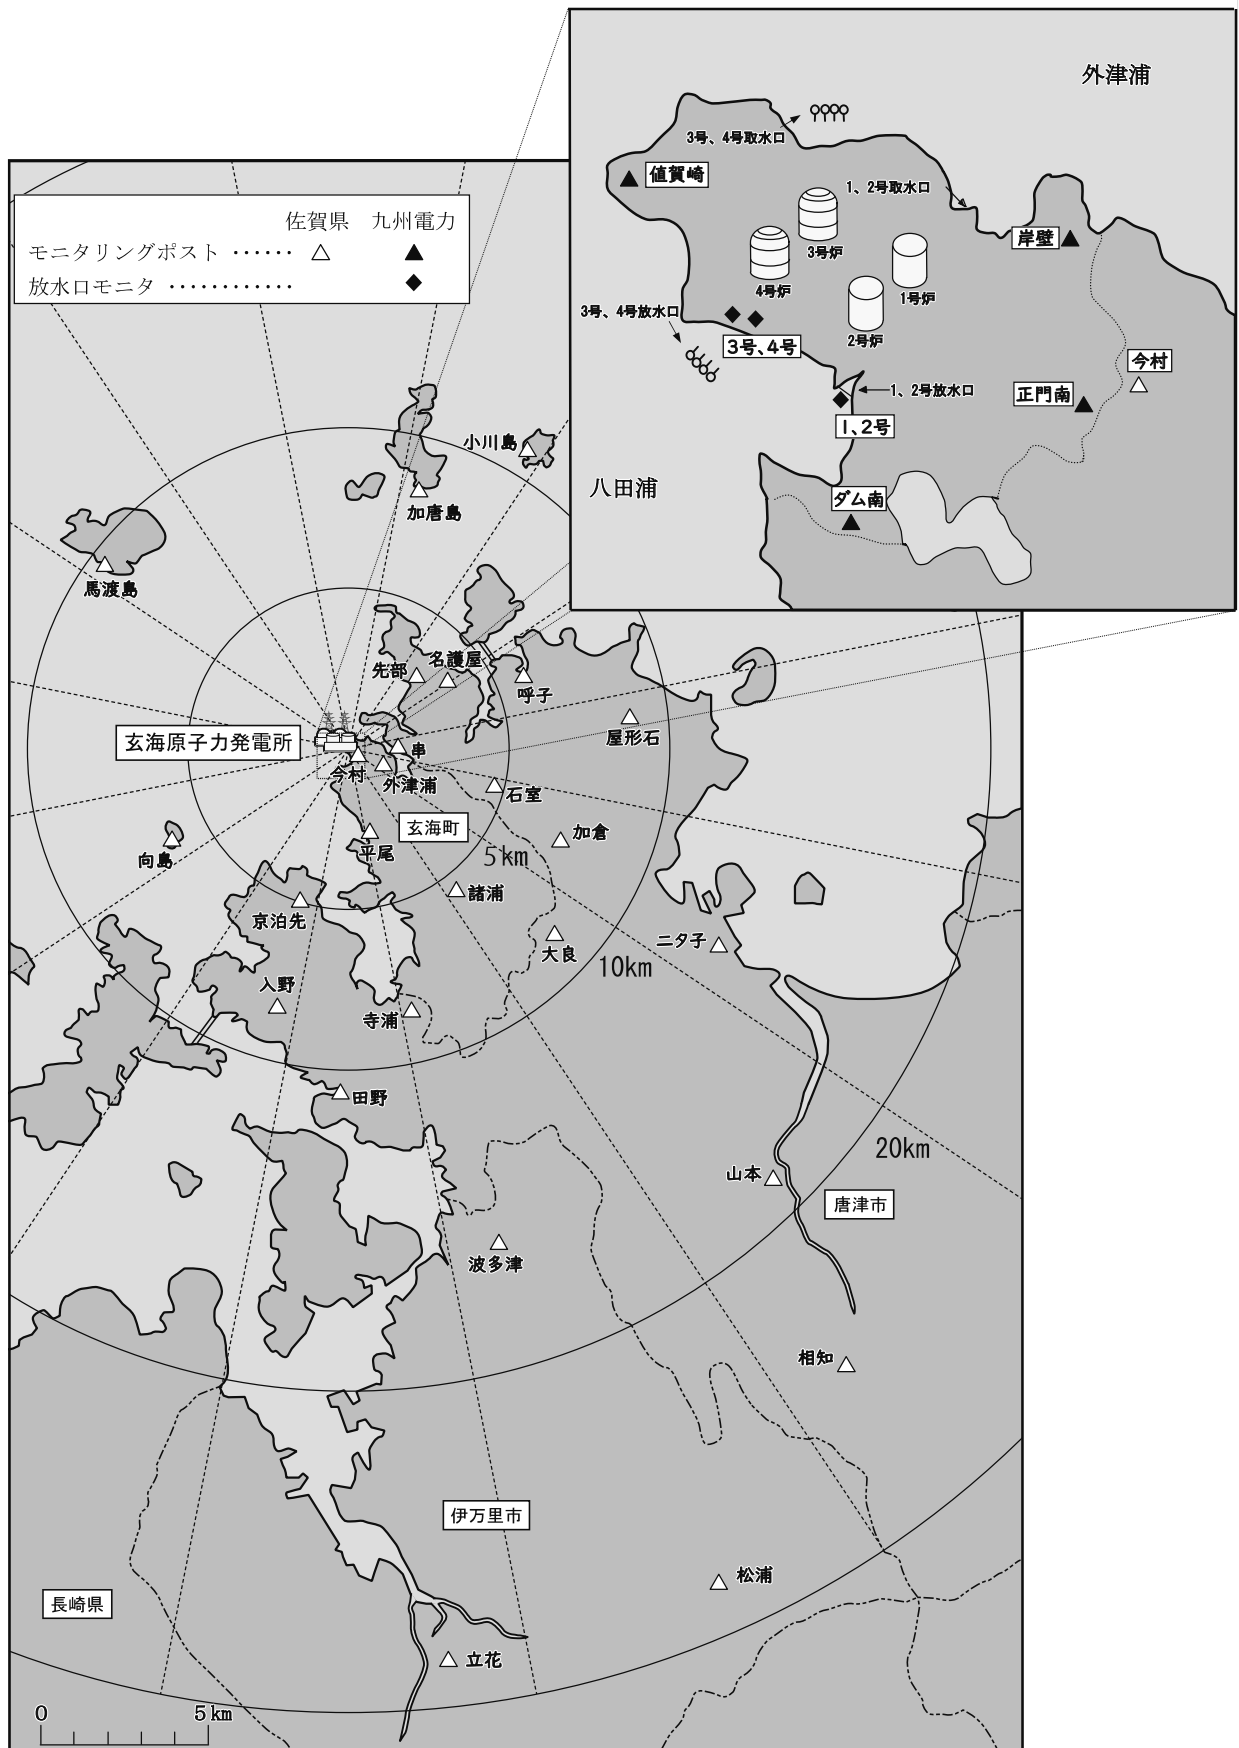 外津浦
3号、4号取水口
値賀崎
1、2号取水口
3号炉
岸壁
4号炉
1号炉
2号炉
3号、4号放水口
3号、4号
1、2号放水口
1、2号
今村
正門南
八田浦
ダム南
佐賀県 九州電力
モニタリングポスト ‥‥‥ △ ▲
放水口モニタ ‥‥‥‥‥‥ ◆
小川島
加唐島
馬渡島
先部
名護屋
呼子
屋形石
玄海原子力発電所
串
今村
外津浦
石室
玄海町
加倉
向島
平尾
5km
諸浦
京泊先
大良
二タ子
10km
入野
寺浦
田野
20km
山本
唐津市
波多津
相知
伊万里市
松浦
長崎県
立花
0 5km